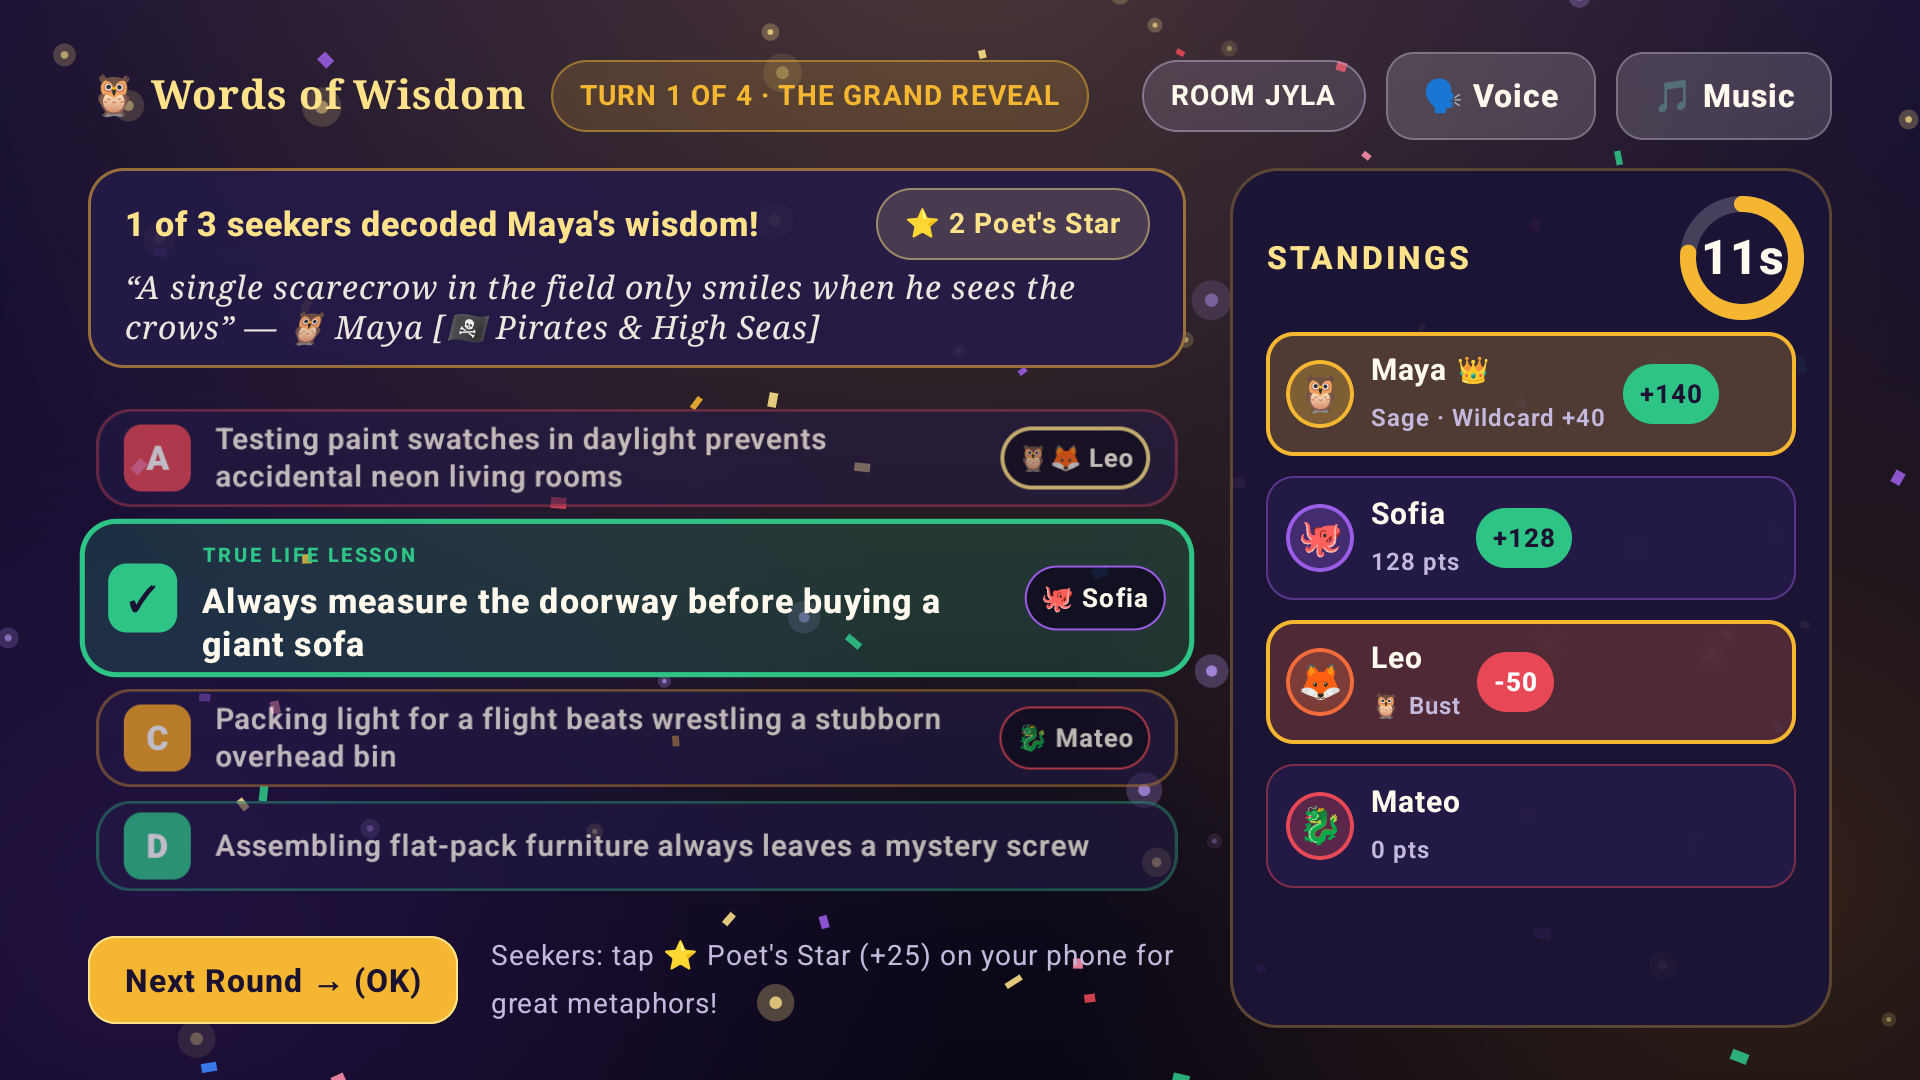 🦉 Words of Wisdom
TURN 1 OF 4 · THE GRAND REVEAL
ROOM JYLA
🗣️ Voice
🎵 Music
1 of 3 seekers decoded Maya's wisdom!
⭐ 2 Poet's Star
“A single scarecrow in the field only smiles when he sees the
crows” — 🦉 Maya [🏴‍☠️ Pirates & High Seas]
A
Testing paint swatches in daylight prevents
accidental neon living rooms
🦉🦊 Leo
✓
TRUE LIFE LESSON
Always measure the doorway before buying a
giant sofa
🐙 Sofia
C
Packing light for a flight beats wrestling a stubborn
overhead bin
🐉 Mateo
D
Assembling flat-pack furniture always leaves a mystery screw
Next Round → (OK)
Seekers: tap ⭐ Poet's Star (+25) on your phone for
great metaphors!
STANDINGS
11s
Maya 👑
Sage · Wildcard +40
+140
Sofia
128 pts
+128
Leo
🦉 Bust
-50
Mateo
0 pts